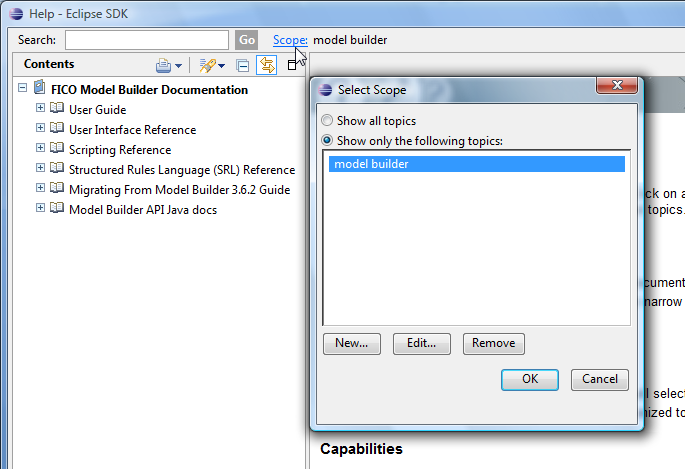 Help - Eclipse SDK
Search: Go Scope: model builder
Contents
FICO Model Builder Documentation
User Guide
User Interface Reference
Scripting Reference
Structured Rules Language (SRL) Reference
Migrating From Model Builder 3.6.2 Guide
Model Builder API Java docs
Select Scope
Show all topics
Show only the following topics:
model builder
New... Edit... Remove
OK Cancel
ck on a
topics.
cument
narrow
l select
nized to
Capabilities